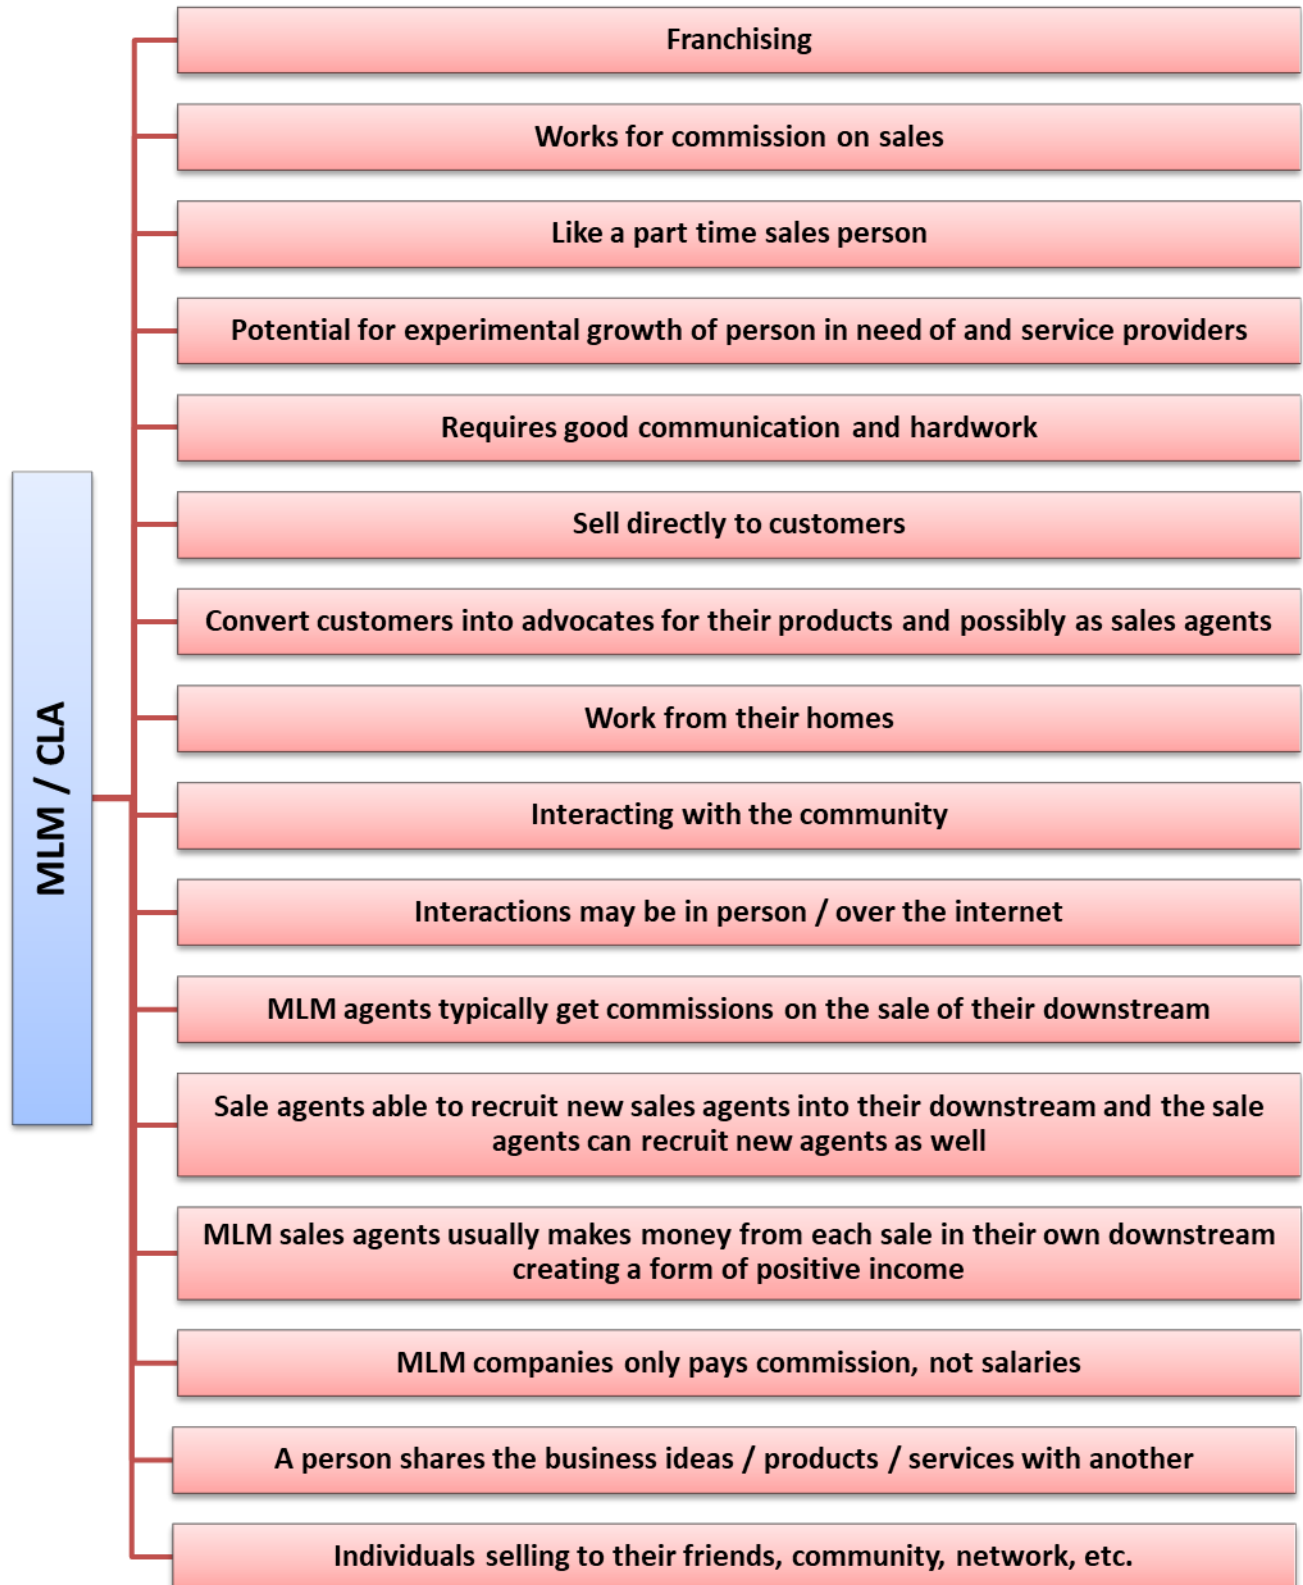 MLM / CLA
Franchising
Works for commission on sales
Like a part time sales person
Potential for experimental growth of person in need of and service providers
Requires good communication and hardwork
Sell directly to customers
Convert customers into advocates for their products and possibly as sales agents
Work from their homes
Interacting with the community
Interactions may be in person / over the internet
MLM agents typically get commissions on the sale of their downstream
Sale agents able to recruit new sales agents into their downstream and the sale
agents can recruit new agents as well
MLM sales agents usually makes money from each sale in their own downstream
creating a form of positive income
MLM companies only pays commission, not salaries
A person shares the business ideas / products / services with another
Individuals selling to their friends, community, network, etc.